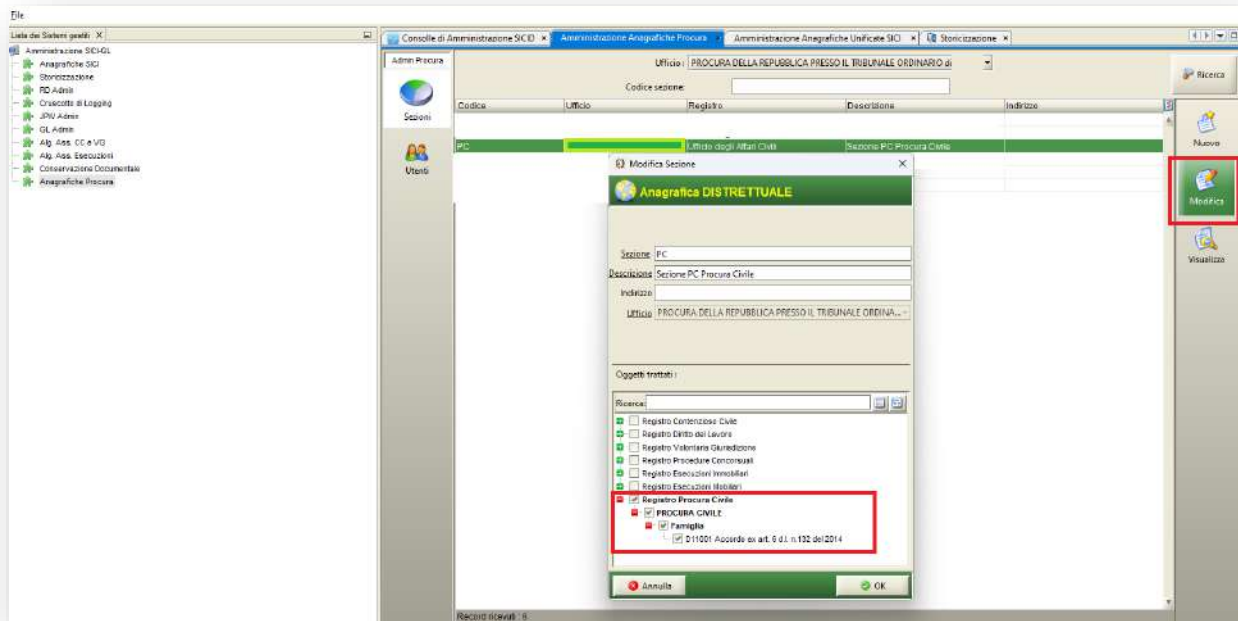 File
Lista dei Sistemi gestiti X
Amministrazione SICI-GL
Anagrafiche SICI
Storicizzazione
RD Admin
Cruscotto di Logging
JPW Admin
GL Admin
Alg. Ass. CC e VG
Alg. Ass. Esecuzioni
Conservazione Documentale
Anagrafiche Procura
Consolle di Amministrazione SICID
Amministrazione Anagrafiche Procura
Amministrazione Anagrafiche Unificate SICI
Storicizzazione
Admin Procura
Sezioni
Utenti
Ufficio: PROCURA DELLA REPUBBLICA PRESSO IL TRIBUNALE ORDINARIO di
Codice sezione:
Ricerca
Codice Ufficio Registro Descrizione Indirizzo
PC Ufficio degli Affari Civili Sezione PC Procura Civile
Nuovo
Modifica
Visualizza
Modifica Sezione
Anagrafica DISTRETTUALE
Sezione PC
Descrizione Sezione PC Procura Civile
Indirizzo
Ufficio PROCURA DELLA REPUBBLICA PRESSO IL TRIBUNALE ORDINA...
Oggetti trattati:
Ricerca:
Registro Contenzioso Civile
Registro Diritto del Lavoro
Registro Volontaria Giurisdizione
Registro Procedure Concorsuali
Registro Esecuzioni Immobiliari
Registro Esecuzioni Mobiliari
Registro Procura Civile
PROCURA CIVILE
Famiglia
D11001 Accordo ex art. 6 d.l. n.132 del 2014
Annulla
OK
Record ricevuti : 6